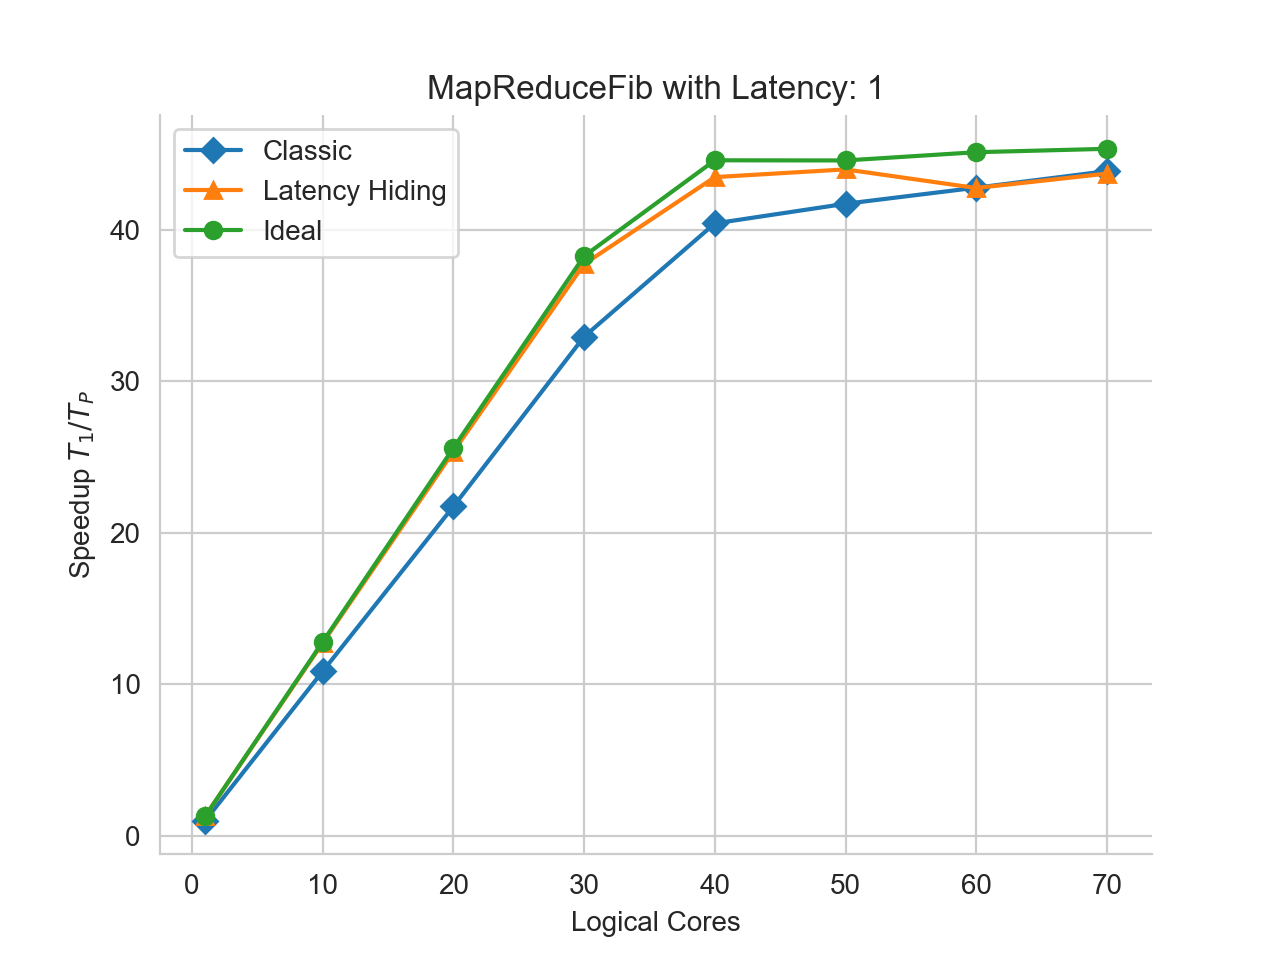 MapReduceFib with Latency: 1
Classic
Latency Hiding
Ideal
Speedup T₁/T_P
40
30
20
10
0
0 10 20 30 40 50 60 70
Logical Cores